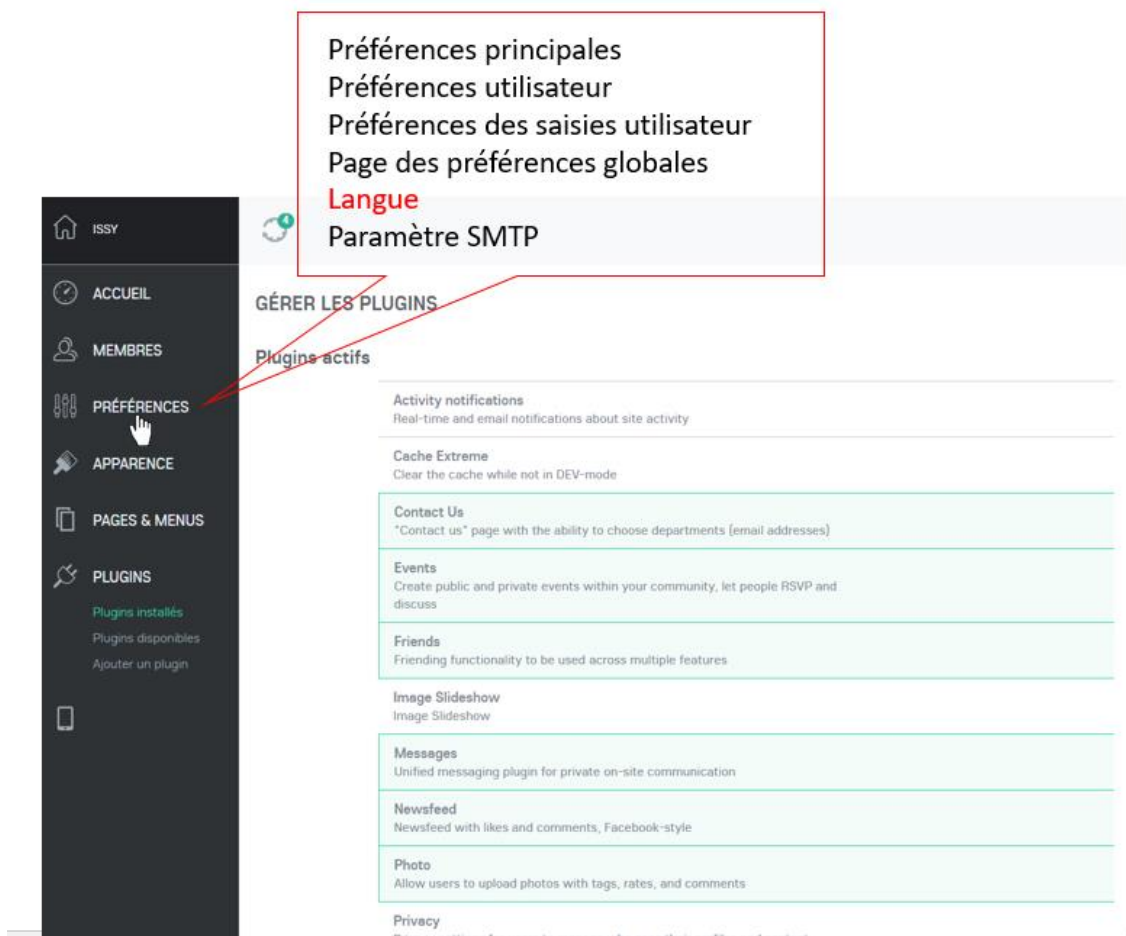 Préférences principales
Préférences utilisateur
Préférences des saisies utilisateur
Page des préférences globales
Langue
Paramètre SMTP
ISSY
4
ACCUEIL
MEMBRES
PRÉFÉRENCES
APPARENCE
PAGES & MENUS
PLUGINS
Plugins installés
Plugins disponibles
Ajouter un plugin
GÉRER LES PLUGINS
Plugins actifs
Activity notifications
Real-time and email notifications about site activity
Cache Extreme
Clear the cache while not in DEV-mode
Contact Us
"Contact us" page with the ability to choose departments (email addresses)
Events
Create public and private events within your community, let people RSVP and
discuss
Friends
Friending functionality to be used across multiple features
Image Slideshow
Image Slideshow
Messages
Unified messaging plugin for private on-site communication
Newsfeed
Newsfeed with likes and comments, Facebook-style
Photo
Allow users to upload photos with tags, rates, and comments
Privacy